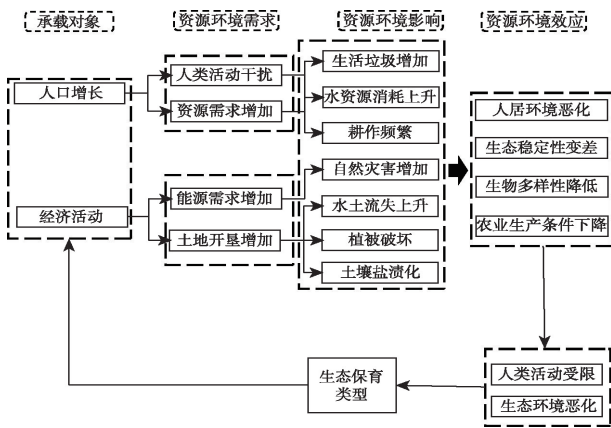 承载对象
资源环境需求
资源环境影响
资源环境效应
人口增长
经济活动
人类活动干扰
资源需求增加
能源需求增加
土地开垦增加
生活垃圾增加
水资源消耗上升
耕作频繁
自然灾害增加
水土流失上升
植被破坏
土壤盐渍化
人居环境恶化
生态稳定性变差
生物多样性降低
农业生产条件下降
人类活动受限
生态环境恶化
生态保育
类型